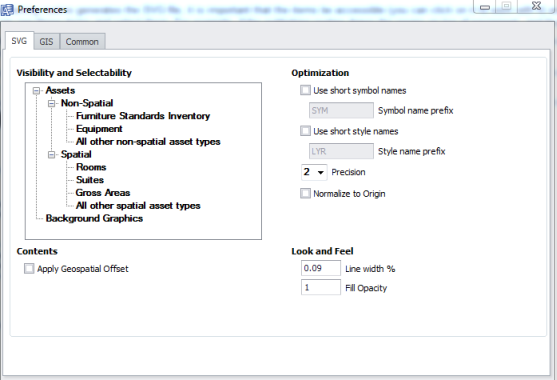 Preferences
SVG GIS Common
Visibility and Selectability
Assets
Non-Spatial
Furniture Standards Inventory
Equipment
All other non-spatial asset types
Spatial
Rooms
Suites
Gross Areas
All other spatial asset types
Background Graphics
Contents
Apply Geospatial Offset
Optimization
Use short symbol names
SYM Symbol name prefix
Use short style names
LYR Style name prefix
2 Precision
Normalize to Origin
Look and Feel
0.09 Line width %
1 Fill Opacity